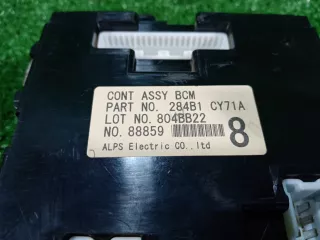 CONT ASSY BCM
PART NO. 284B1 CY71A
LOT NO. 804BB22
NO. 88859
8
ALPS Electric co.,ltd